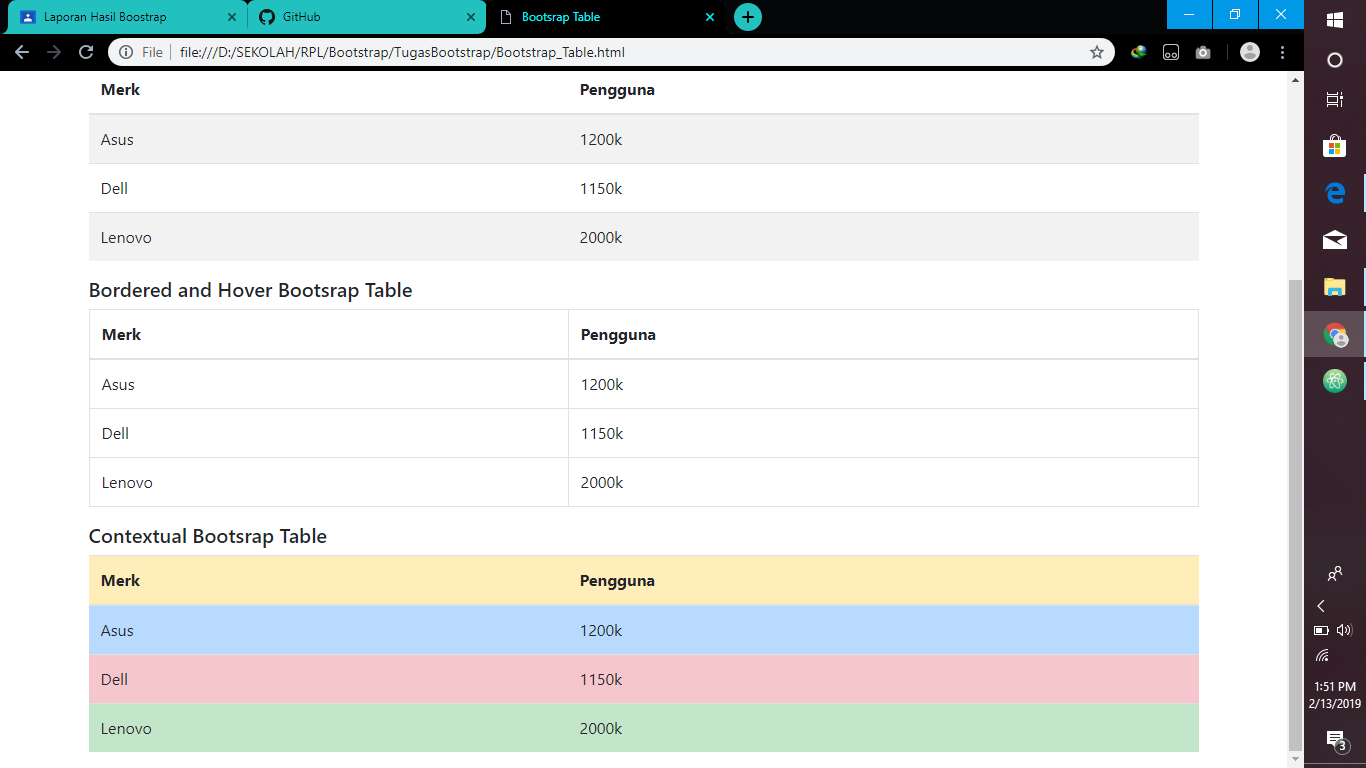 Laporan Hasil Boostrap
GitHub
Bootsrap Table
File
file:///D:/SEKOLAH/RPL/Bootstrap/TugasBootstrap/Bootstrap_Table.html
Merk Pengguna
Asus 1200k
Dell 1150k
Lenovo 2000k
Bordered and Hover Bootsrap Table
Merk Pengguna
Asus 1200k
Dell 1150k
Lenovo 2000k
Contextual Bootsrap Table
Merk Pengguna
Asus 1200k
Dell 1150k
Lenovo 2000k
1:51 PM
2/13/2019
3